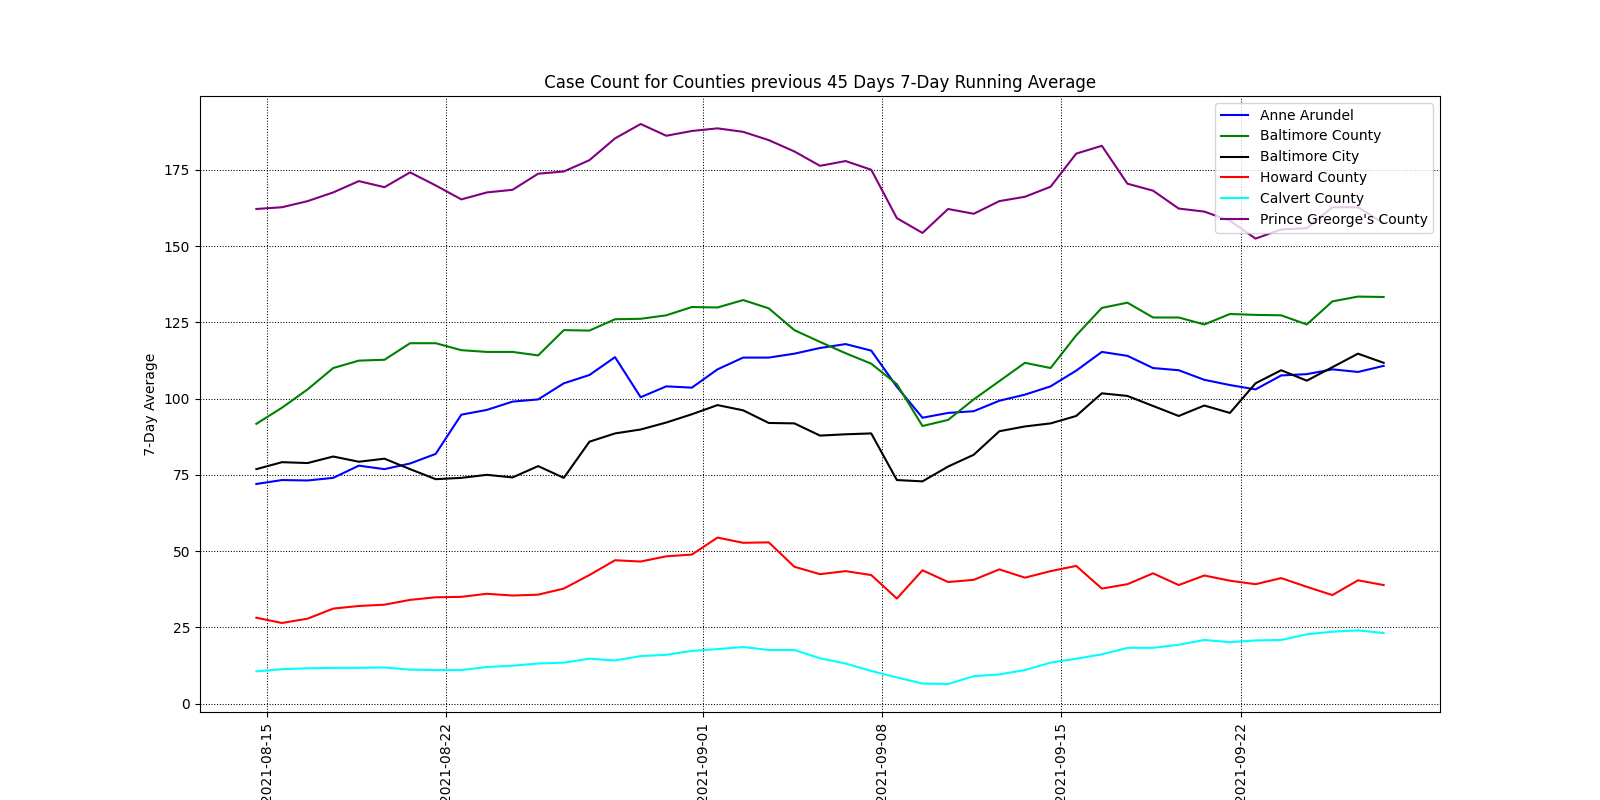 Case Count for Counties previous 45 Days 7-Day Running Average
Anne Arundel
Baltimore County
Baltimore City
Howard County
Calvert County
Prince Greorge's County
7-Day Average
175
150
125
100
75
50
25
0
2021-08-15
2021-08-22
2021-09-01
2021-09-08
2021-09-15
2021-09-22